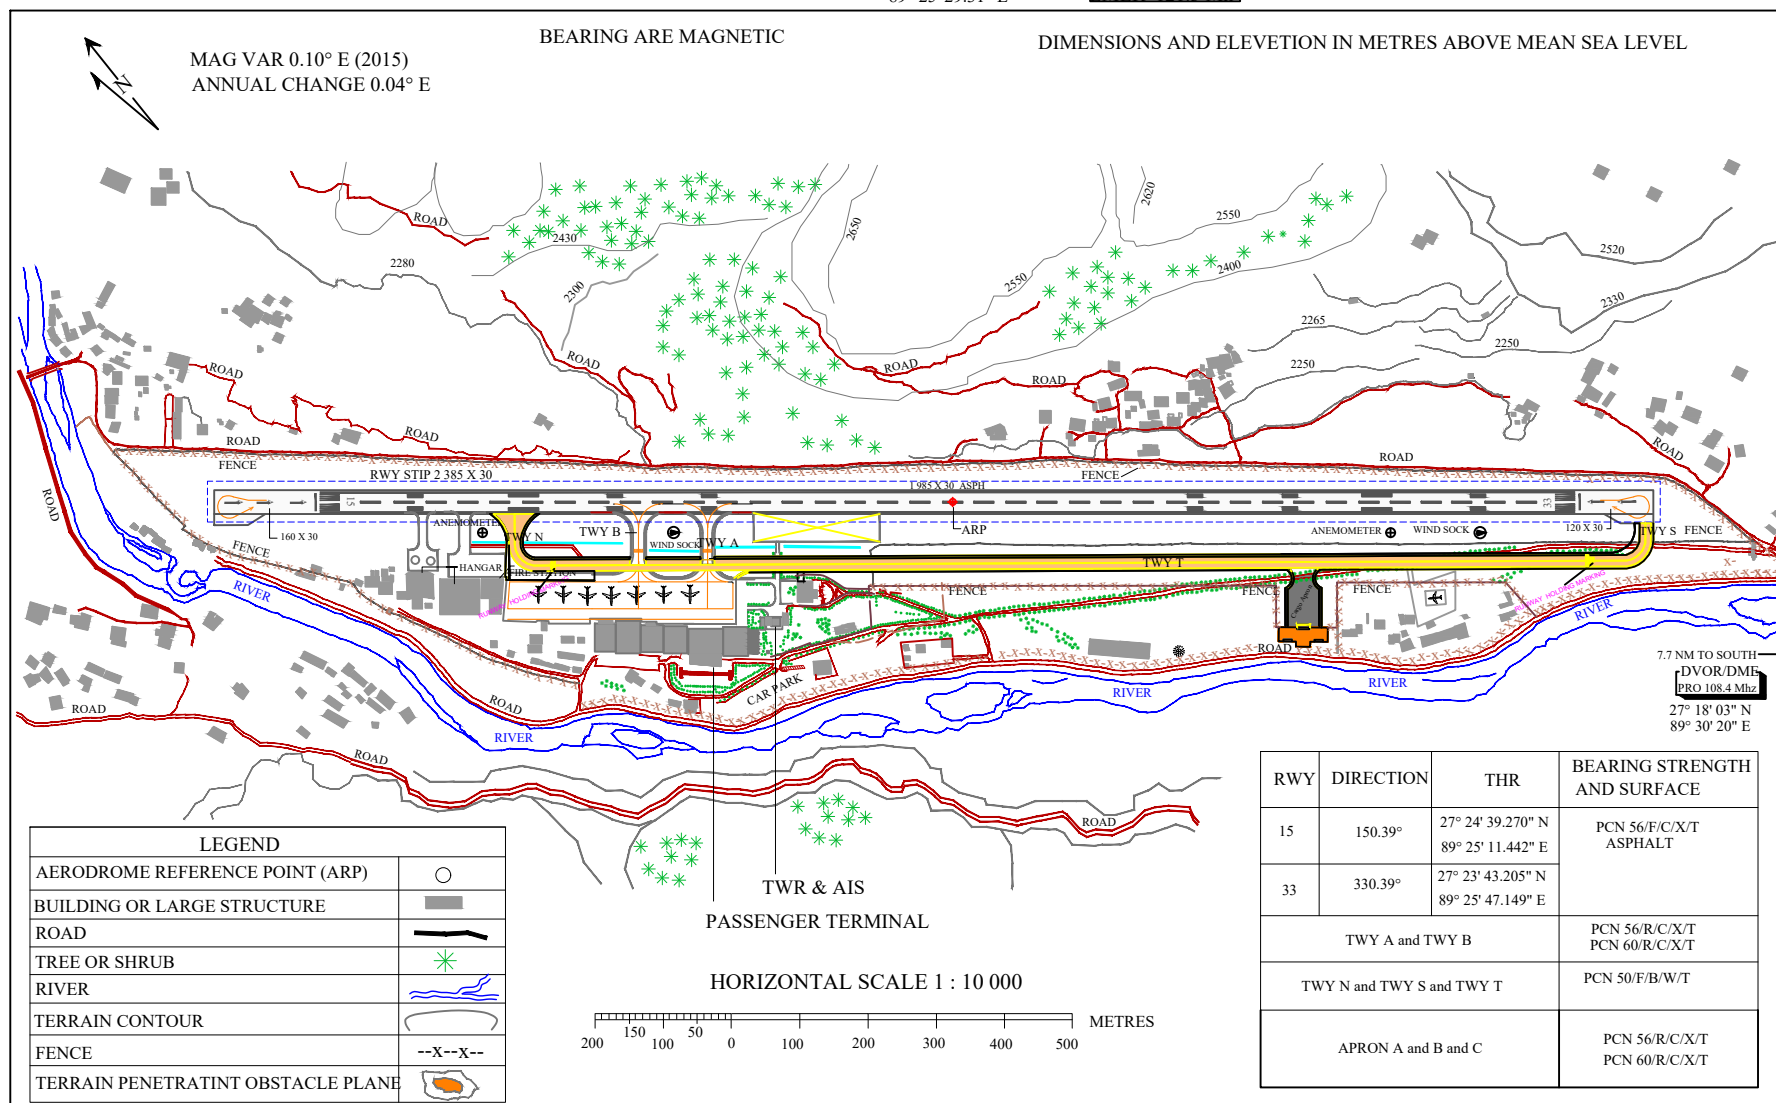 BEARING ARE MAGNETIC
DIMENSIONS AND ELEVETION IN METRES ABOVE MEAN SEA LEVEL
MAG VAR 0.10° E (2015)
ANNUAL CHANGE 0.04° E
N
ROAD
2430
2280
2300
2650
2620
2550
2550
2400
2520
2330
2265
2250
2250
ROAD
ROAD
ROAD
ROAD
ROAD
ROAD
ROAD
ROAD
ROAD
FENCE
FENCE
RWY STIP 2 385 X 30
1 985 X 30 ASPH
15
33
ARP
160 X 30
120 X 30
ANEMOMETER
TWY N
TWY B
WIND SOCK
TWY A
ANEMOMETER
WIND SOCK
TWY S
FENCE
FENCE
HANGAR
FIRE STATION
TWY T
RUNWAY HOLDING MARKING
RUNWAY HOLDING MARKING
FENCE
FENCE
FENCE
ROAD
RIVER
RIVER
RIVER
RIVER
RIVER
ROAD
ROAD
CAR PARK
ROAD
ROAD
ROAD
7.7 NM TO SOUTH
DVOR/DME
PRO 108.4 Mhz
27° 18' 03" N
89° 30' 20" E
TWR & AIS
PASSENGER TERMINAL
HORIZONTAL SCALE 1 : 10 000
METRES
200 150 100 50 0 100 200 300 400 500
LEGEND
AERODROME REFERENCE POINT (ARP)
BUILDING OR LARGE STRUCTURE
ROAD
TREE OR SHRUB
RIVER
TERRAIN CONTOUR
FENCE --x--x--
TERRAIN PENETRATINT OBSTACLE PLANE
RWY DIRECTION THR BEARING STRENGTH AND SURFACE
15 150.39° 27° 24' 39.270" N
89° 25' 11.442" E
PCN 56/F/C/X/T
ASPHALT
33 330.39° 27° 23' 43.205" N
89° 25' 47.149" E
TWY A and TWY B
PCN 56/R/C/X/T
PCN 60/R/C/X/T
TWY N and TWY S and TWY T
PCN 50/F/B/W/T
APRON A and B and C
PCN 56/R/C/X/T
PCN 60/R/C/X/T